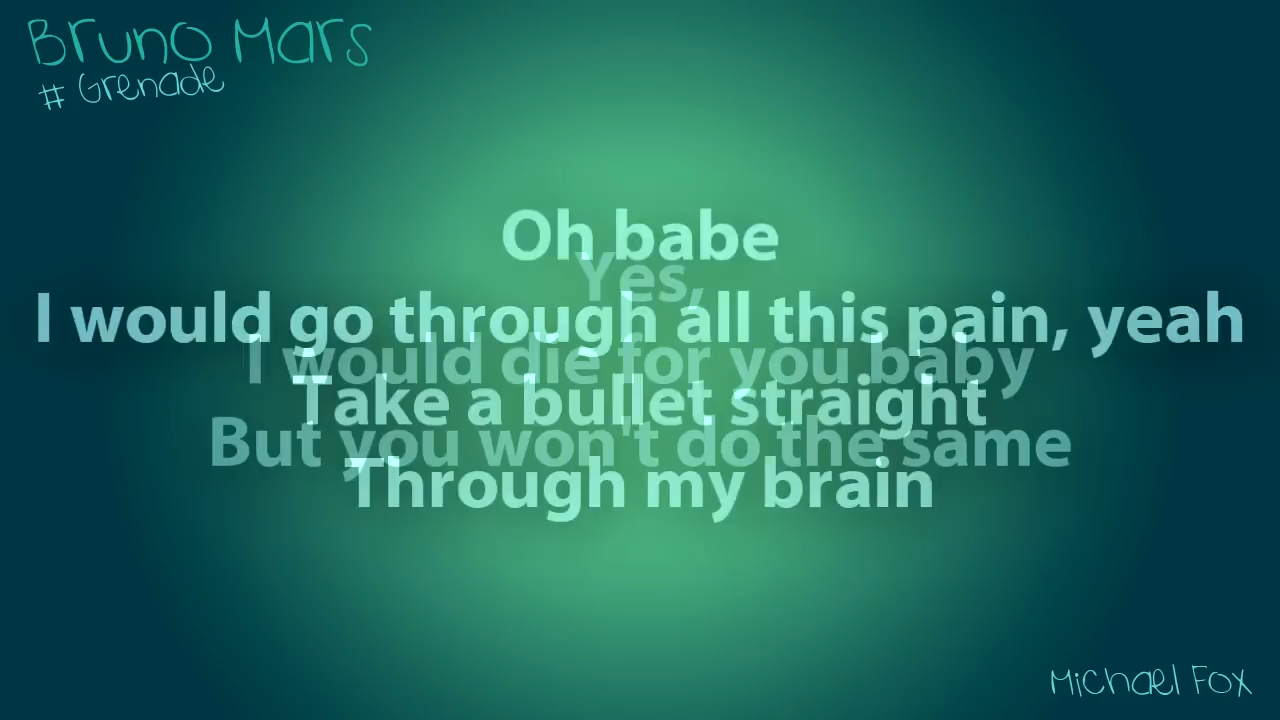 Bruno Mars
# Grenade
Oh babe
Yes,
I would go through all this pain, yeah
I would die for you baby
Take a bullet straight
But you won't do the same
Through my brain
Michael Fox